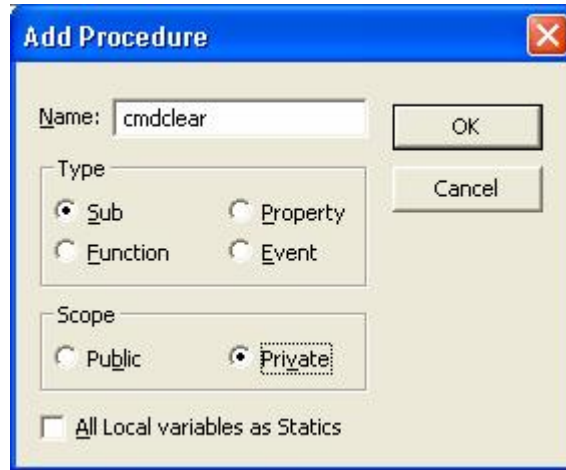 Add Procedure
Name: cmdclear
OK
Cancel
Type
Sub
Property
Function
Event
Scope
Public
Private
All Local variables as Statics